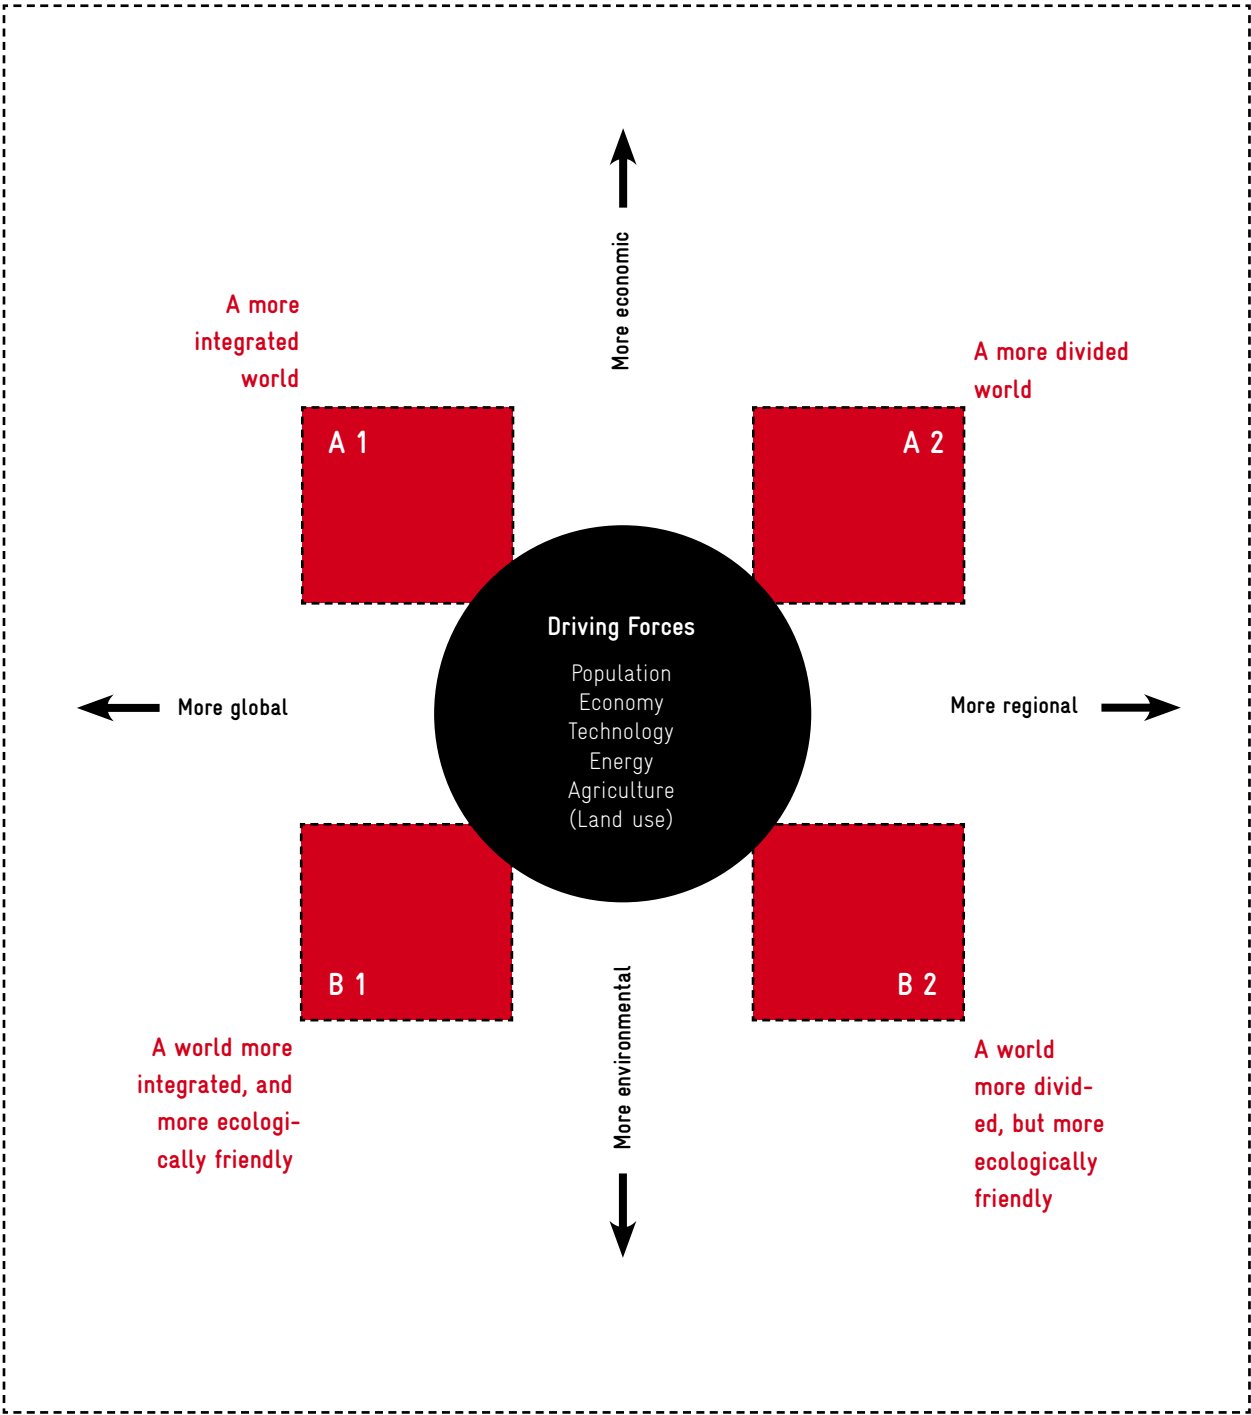 More economic
A more
integrated
world
A more divided
world
A 1
A 2
Driving Forces
Population
Economy
Technology
Energy
Agriculture
(Land use)
More global
More regional
B 1
B 2
More environmental
A world more
integrated, and
more ecologi-
cally friendly
A world
more divid-
ed, but more
ecologically
friendly